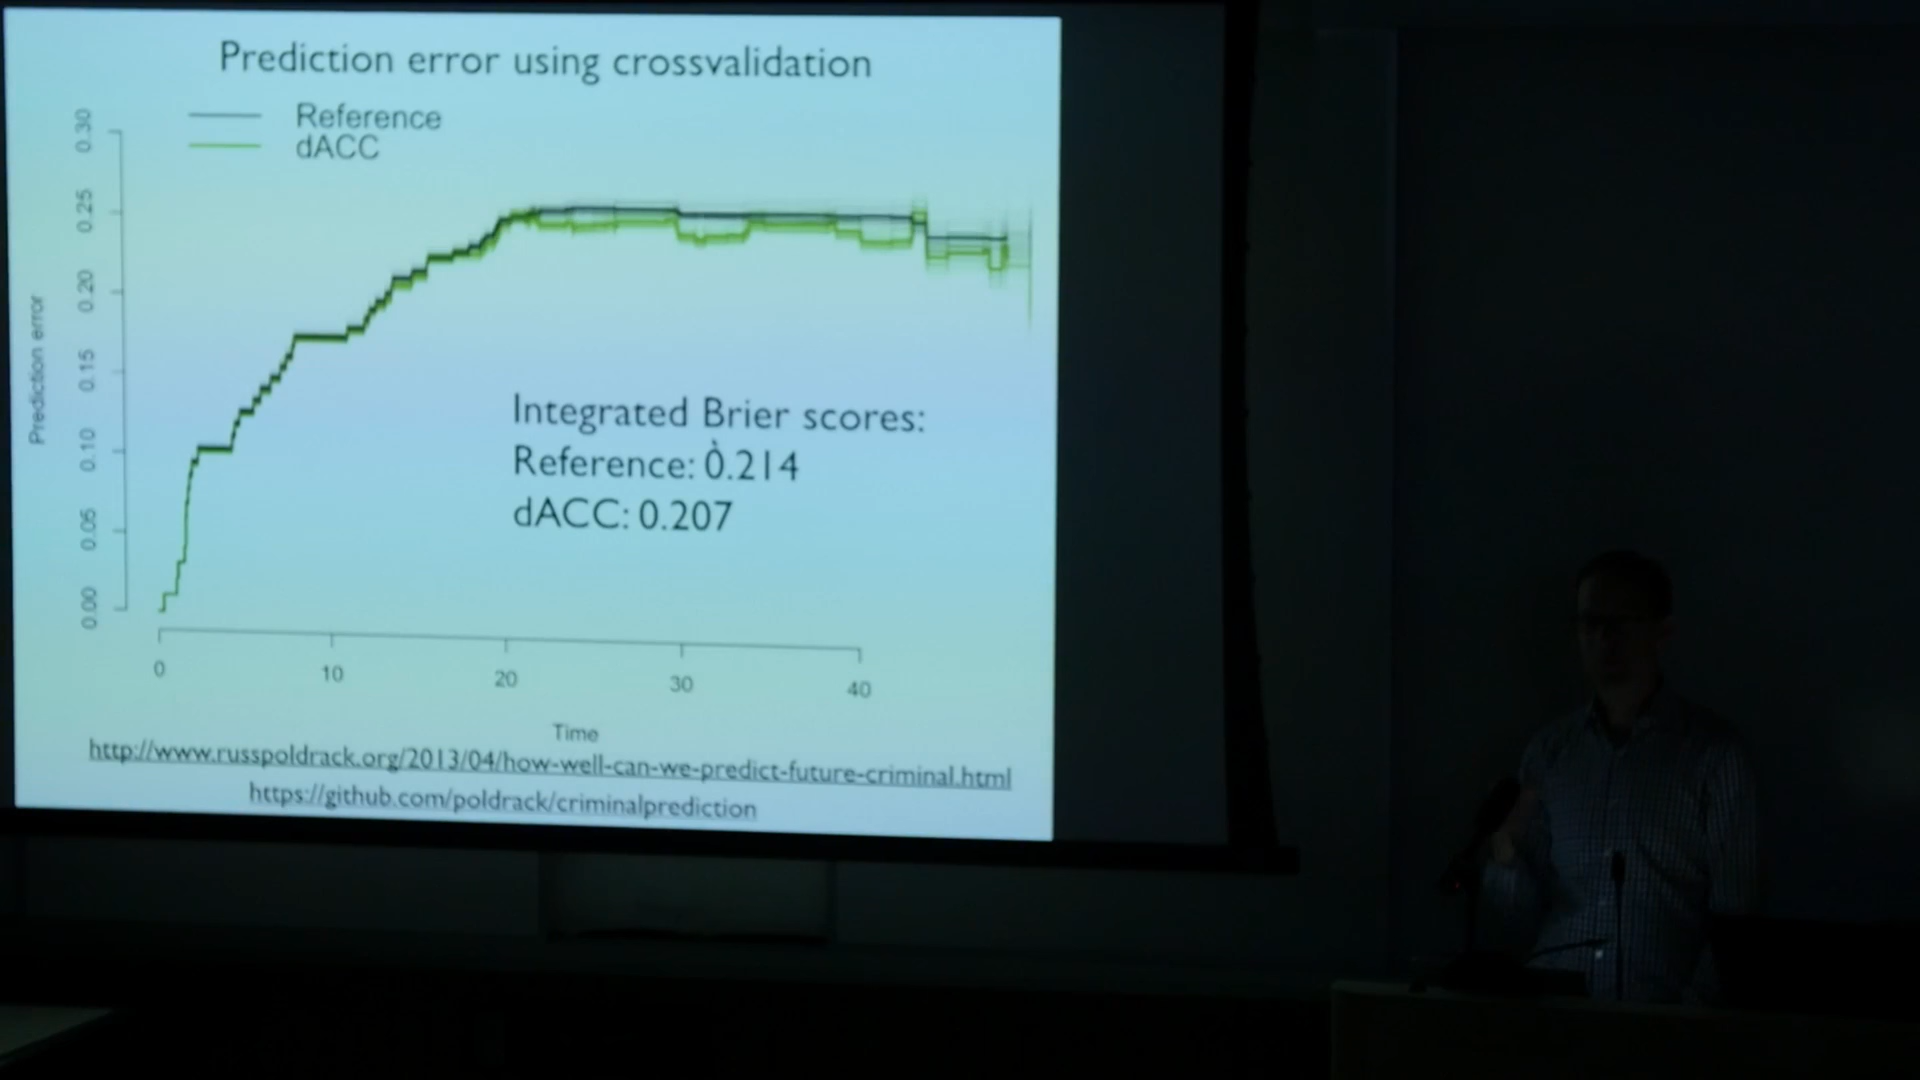 Prediction error using crossvalidation
Reference
dACC
0.30
0.25
0.20
0.15
0.10
0.05
0.00
Prediction error
Integrated Brier scores:
Reference: 0.214
dACC: 0.207
0 10 20 30 40
Time
http://www.russpoldrack.org/2013/04/how-well-can-we-predict-future-criminal.html
https://github.com/poldrack/criminalprediction